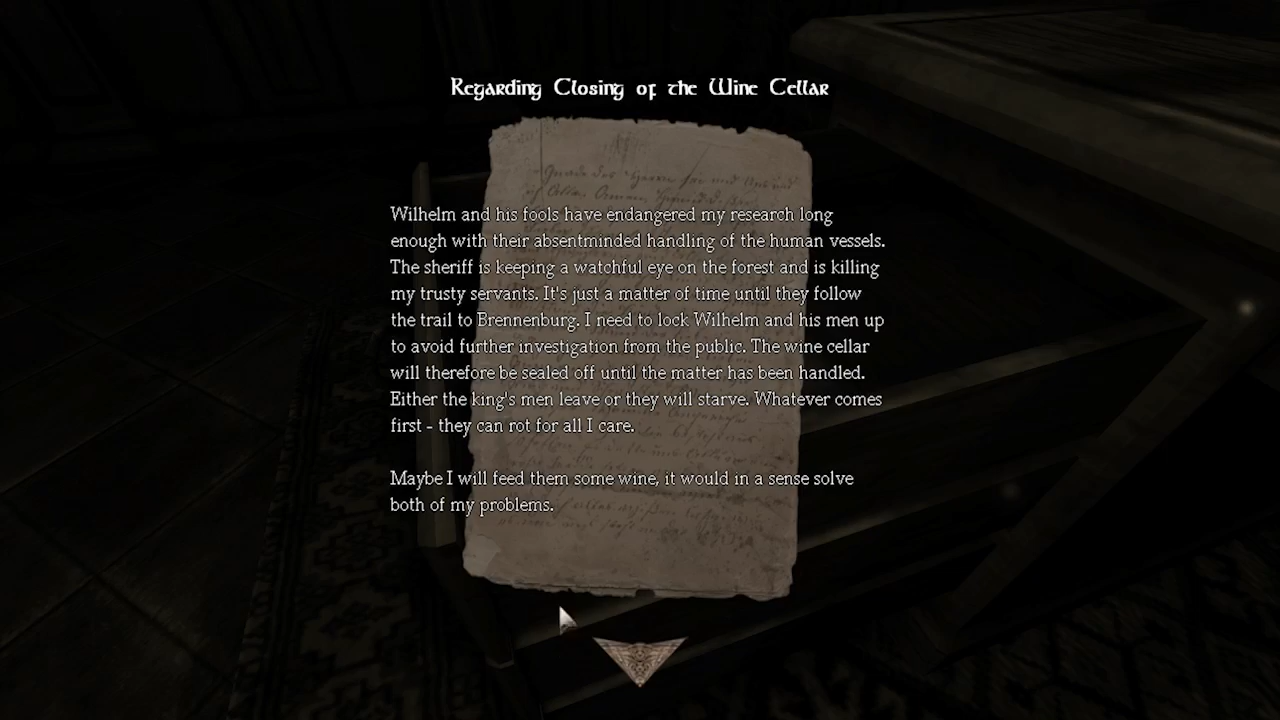 Regarding Closing of the Wine Cellar
Wilhelm and his fools have endangered my research long
enough with their absentminded handling of the human vessels.
The sheriff is keeping a watchful eye on the forest and is killing
my trusty servants. It's just a matter of time until they follow
the trail to Brennenburg. I need to lock Wilhelm and his men up
to avoid further investigation from the public. The wine cellar
will therefore be sealed off until the matter has been handled.
Either the king's men leave or they will starve. Whatever comes
first - they can rot for all I care.
Maybe I will feed them some wine, it would in a sense solve
both of my problems.